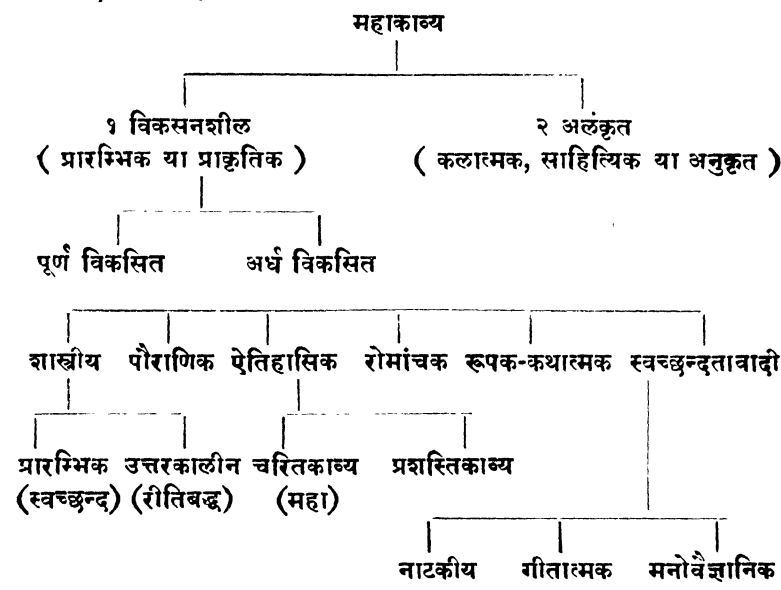 महाकाव्य
१ विकसनशील २ अलंकृत
( प्रारम्भिक या प्राकृतिक ) ( कलात्मक, साहित्यिक या अनुकृत )
पूर्ण विकसित अर्ध विकसित
शास्त्रीय पौराणिक ऐतिहासिक रोमांचक रूपक-कथात्मक स्वच्छन्दतावादी
प्रारम्भिक उत्तरकालीन चरितकाव्य प्रशस्तिकाव्य
(स्वच्छन्द) (रीतिबद्ध) (महा)
नाटकीय गीतात्मक मनोवैज्ञानिक